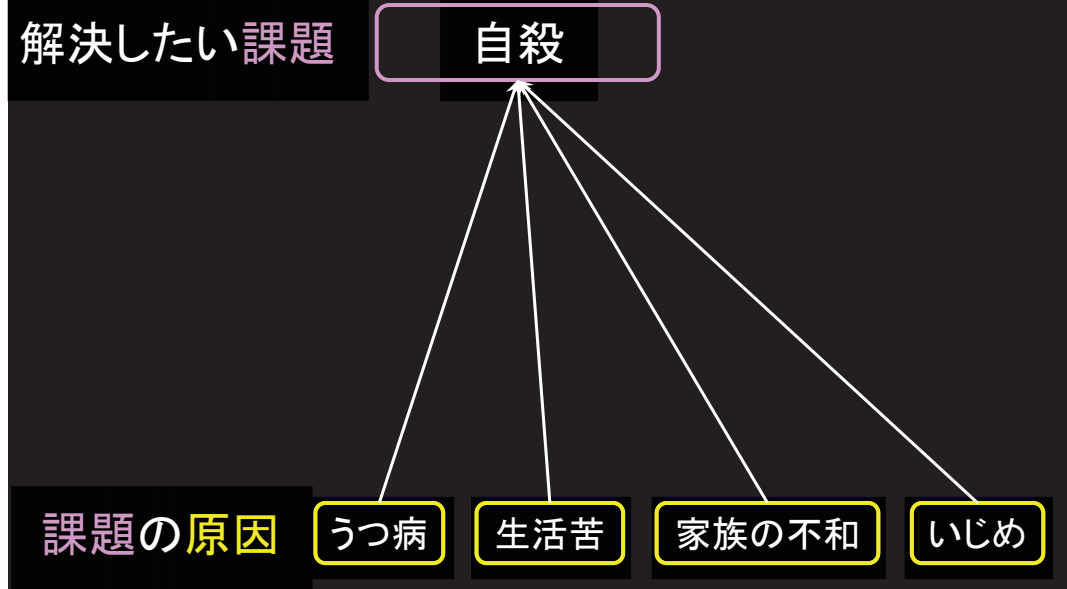 解決したい課題
自殺
課題の原因
うつ病
生活苦
家族の不和
いじめ